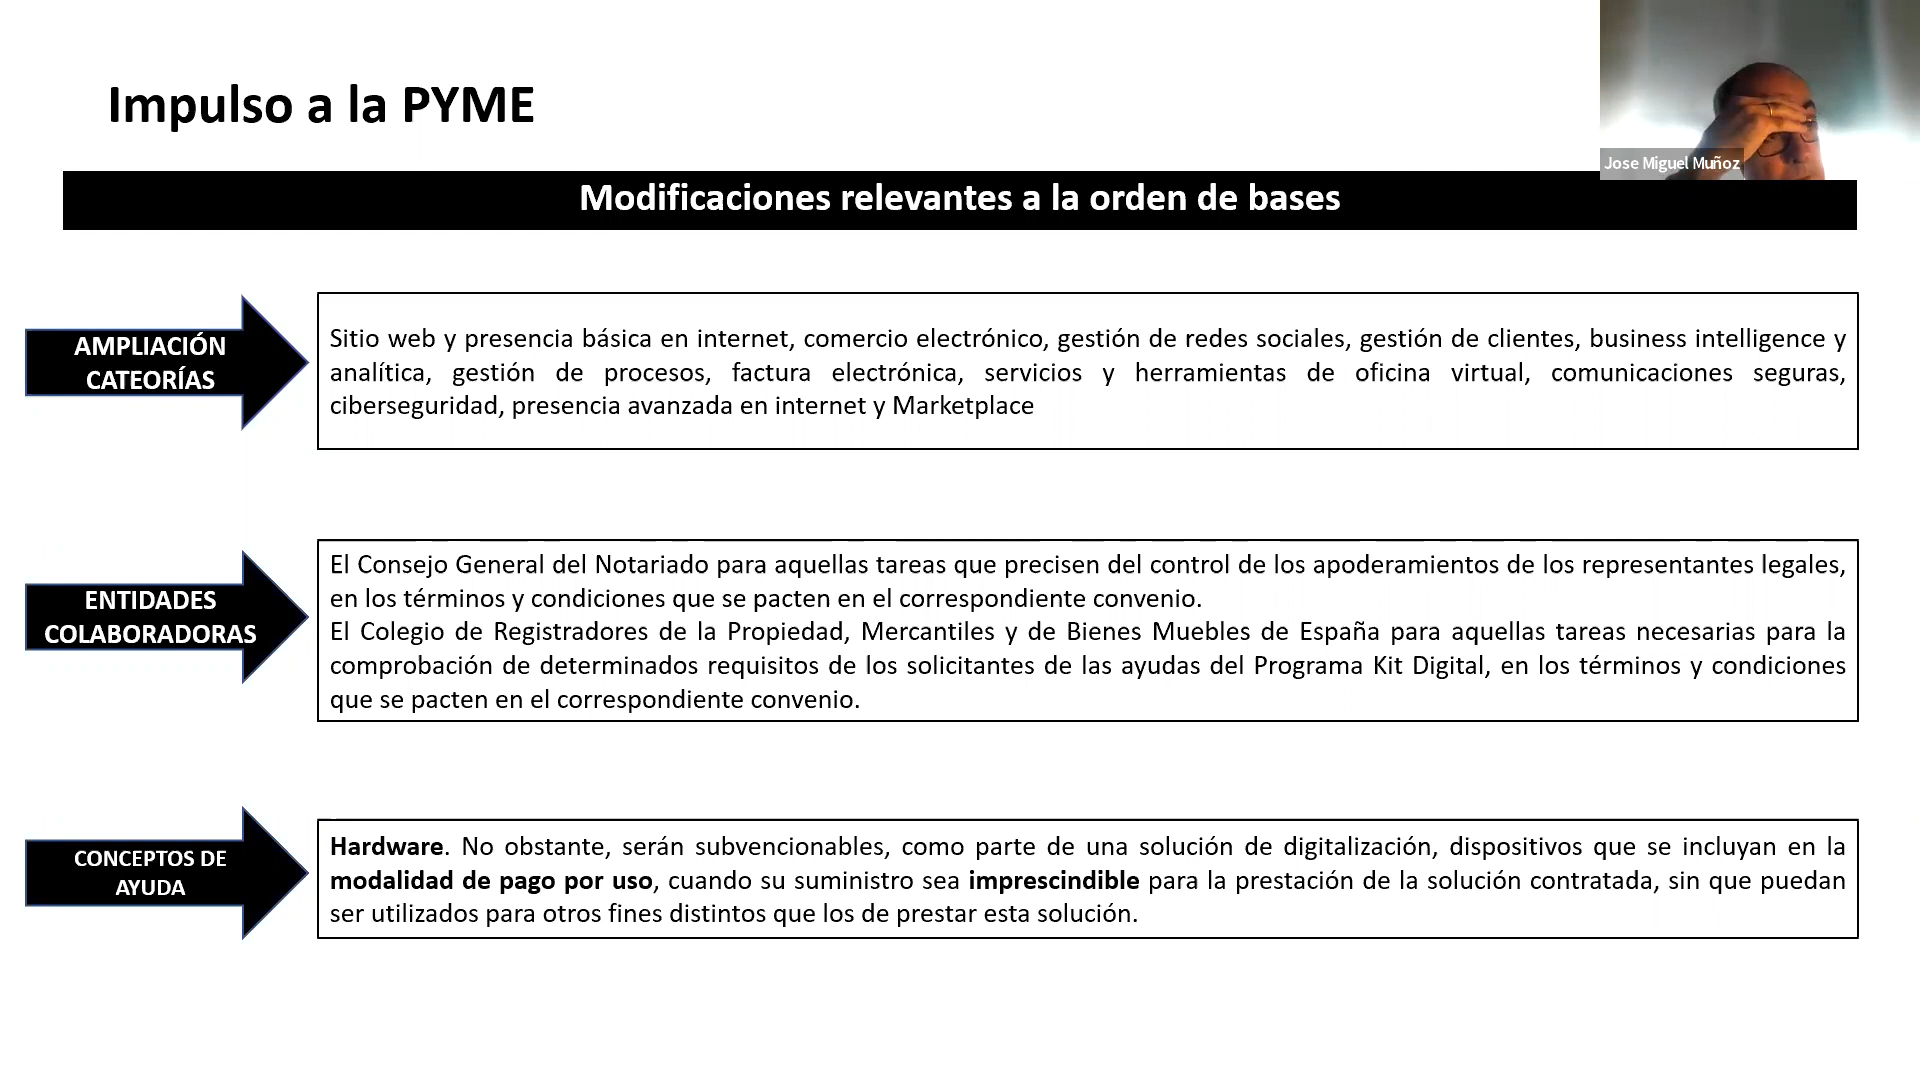 Impulso a la PYME
Jose Miguel Muñoz
Modificaciones relevantes a la orden de bases
AMPLIACIÓN
CATEORÍAS
Sitio web y presencia básica en internet, comercio electrónico, gestión de redes sociales, gestión de clientes, business intelligence y
analítica, gestión de procesos, factura electrónica, servicios y herramientas de oficina virtual, comunicaciones seguras,
ciberseguridad, presencia avanzada en internet y Marketplace
ENTIDADES
COLABORADORAS
El Consejo General del Notariado para aquellas tareas que precisen del control de los apoderamientos de los representantes legales,
en los términos y condiciones que se pacten en el correspondiente convenio.
El Colegio de Registradores de la Propiedad, Mercantiles y de Bienes Muebles de España para aquellas tareas necesarias para la
comprobación de determinados requisitos de los solicitantes de las ayudas del Programa Kit Digital, en los términos y condiciones
que se pacten en el correspondiente convenio.
CONCEPTOS DE
AYUDA
Hardware. No obstante, serán subvencionables, como parte de una solución de digitalización, dispositivos que se incluyan en la
modalidad de pago por uso, cuando su suministro sea imprescindible para la prestación de la solución contratada, sin que puedan
ser utilizados para otros fines distintos que los de prestar esta solución.